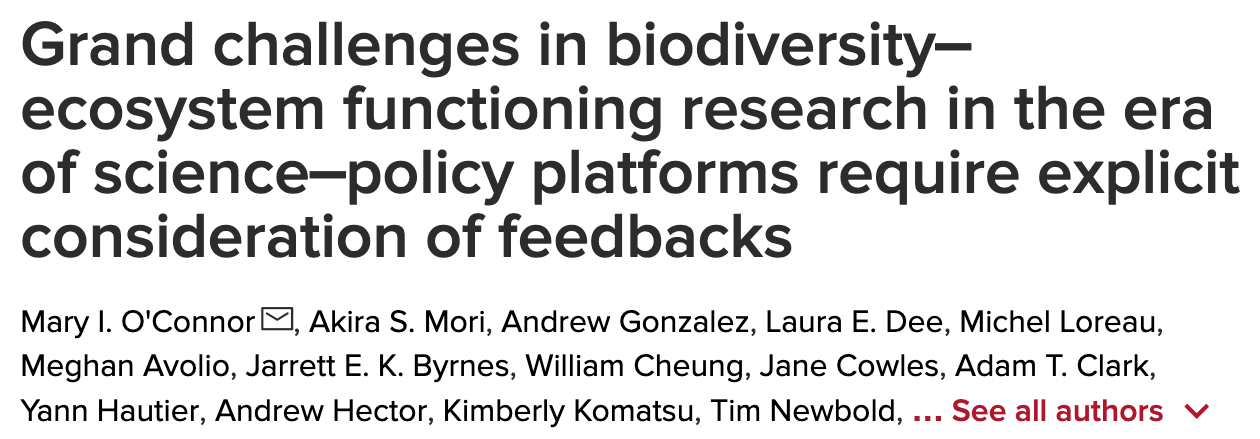 Grand challenges in biodiversity–
ecosystem functioning research in the era
of science–policy platforms require explicit
consideration of feedbacks
Mary I. O'Connor, Akira S. Mori, Andrew Gonzalez, Laura E. Dee, Michel Loreau,
Meghan Avolio, Jarrett E. K. Byrnes, William Cheung, Jane Cowles, Adam T. Clark,
Yann Hautier, Andrew Hector, Kimberly Komatsu, Tim Newbold, ... See all authors